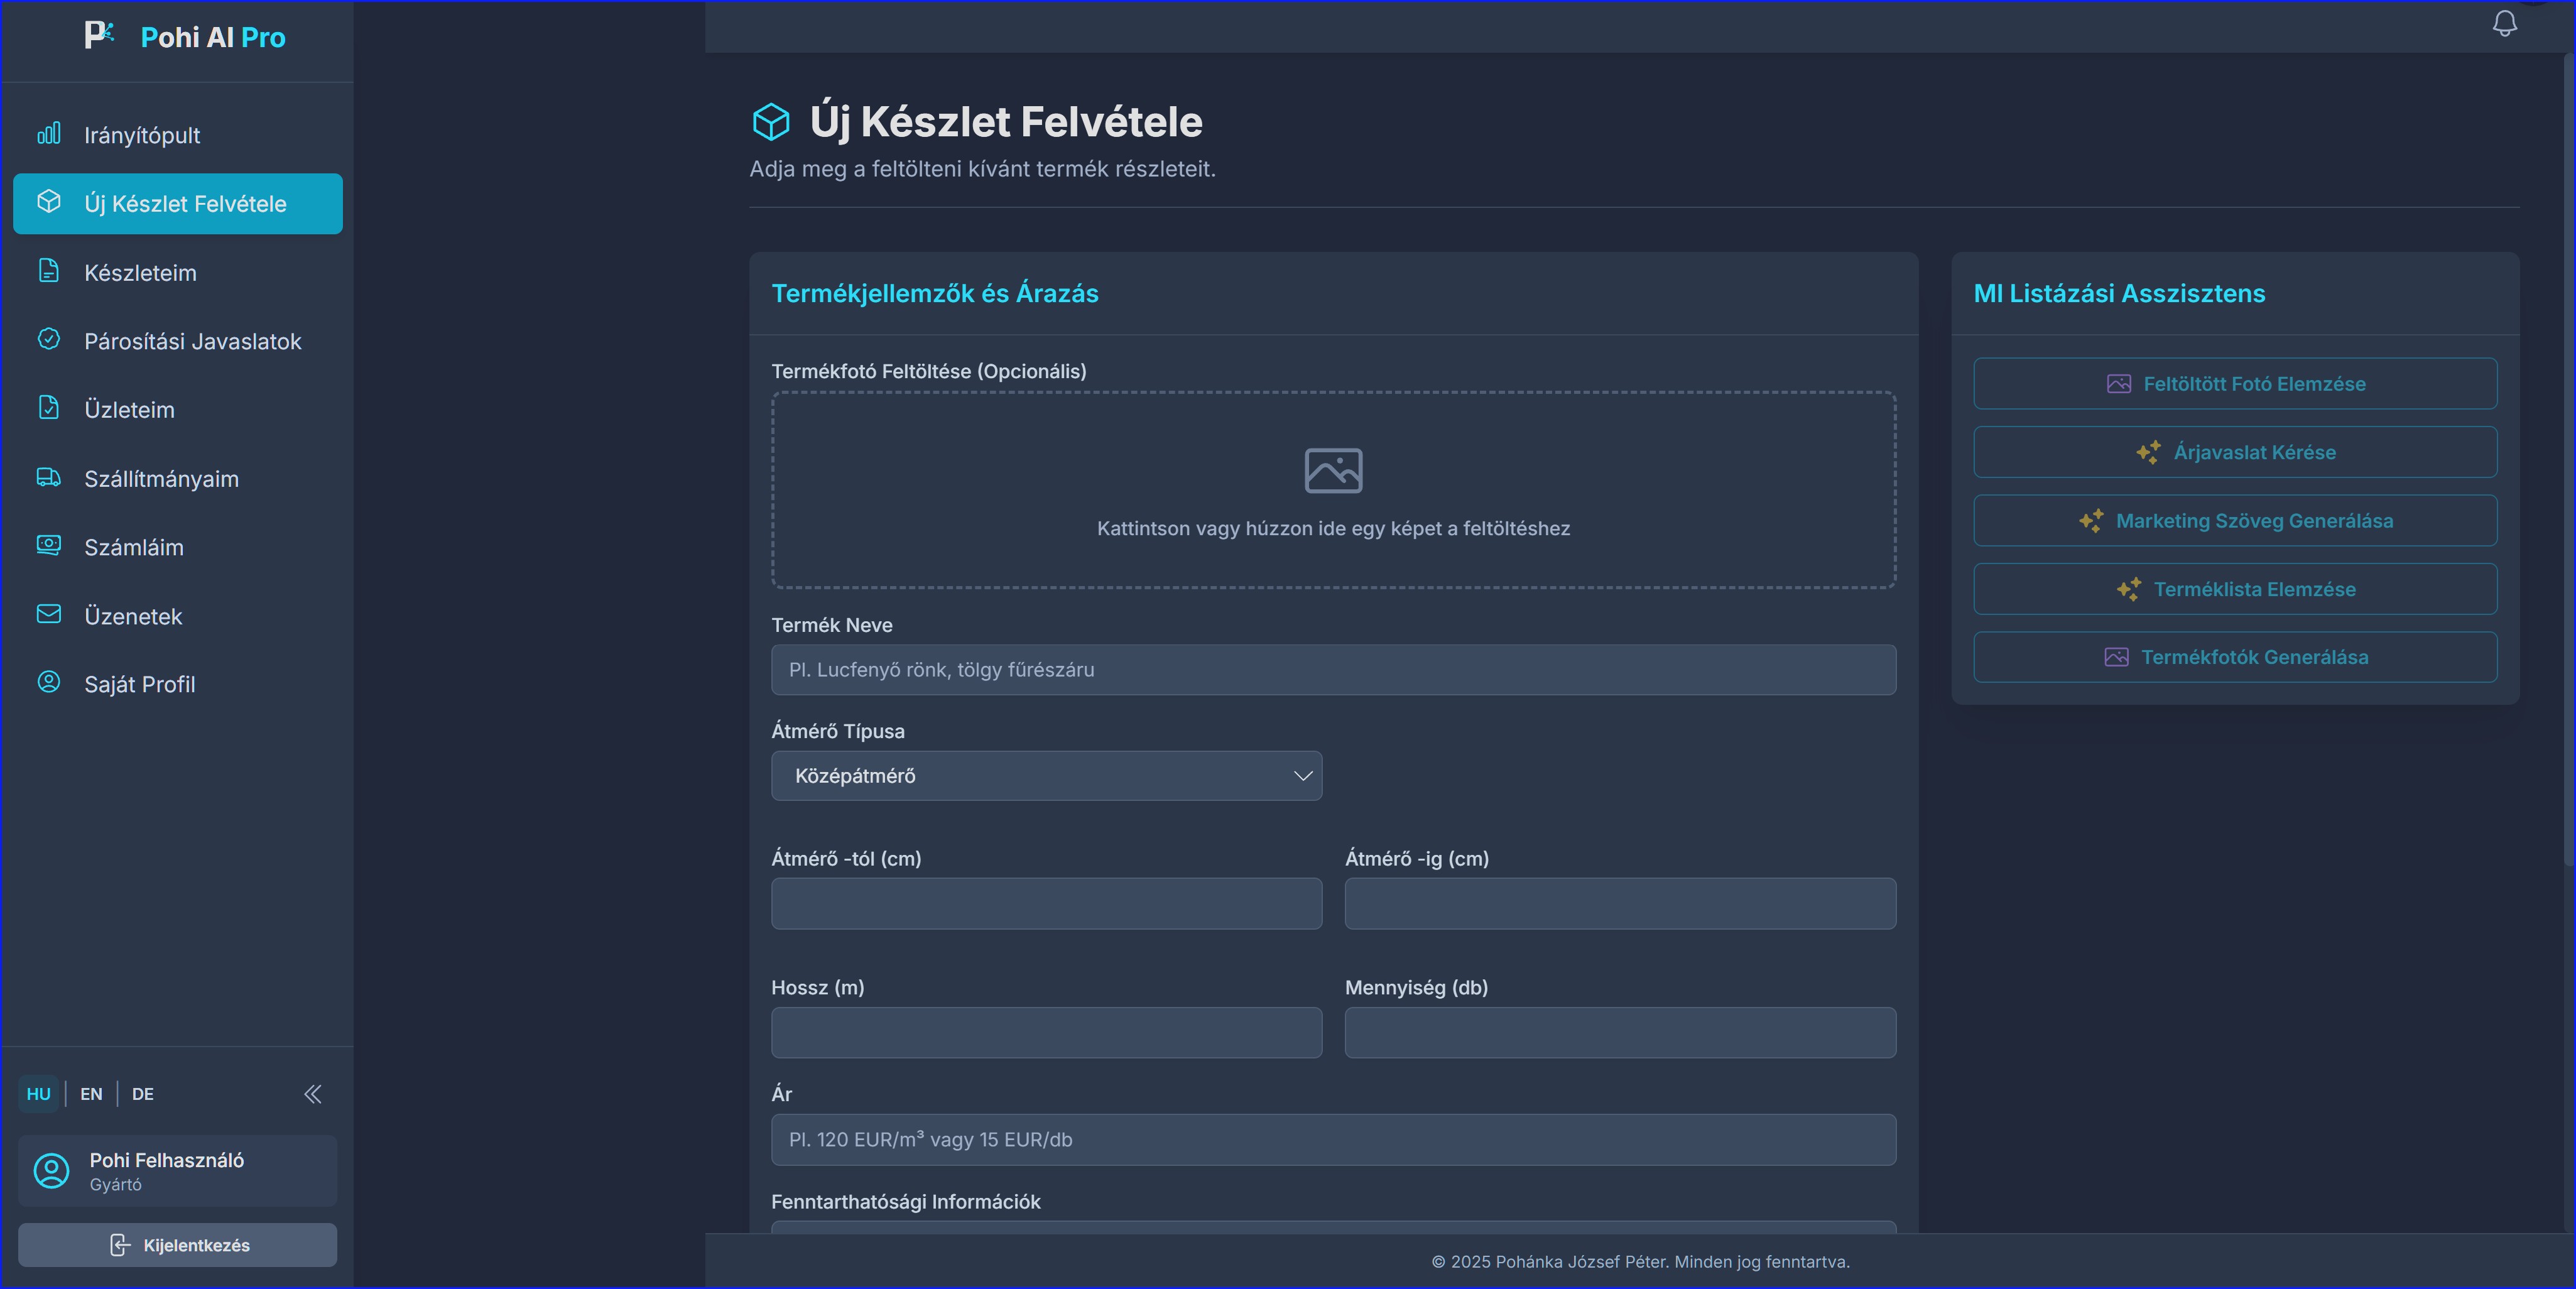 Pohi AI Pro
Irányítópult
Új Készlet Felvétele
Készleteim
Párosítási Javaslatok
Üzleteim
Szállítmányaim
Számláim
Üzenetek
Saját Profil
HU | EN | DE
Pohi Felhasználó
Gyártó
Kijelentkezés
Új Készlet Felvétele
Adja meg a feltölteni kívánt termék részleteit.
Termékjellemzők és Árazás
Termékfotó Feltöltése (Opcionális)
Kattintson vagy húzzon ide egy képet a feltöltéshez
Termék Neve
Pl. Lucfenyő rönk, tölgy fűrészáru
Átmérő Típusa
Középátmérő
Átmérő -tól (cm)
Átmérő -ig (cm)
Hossz (m)
Mennyiség (db)
Ár
Pl. 120 EUR/m³ vagy 15 EUR/db
Fenntarthatósági Információk
MI Listázási Asszisztens
Feltöltött Fotó Elemzése
Árjavaslat Kérése
Marketing Szöveg Generálása
Terméklista Elemzése
Termékfotók Generálása
© 2025 Pohánka József Péter. Minden jog fenntartva.